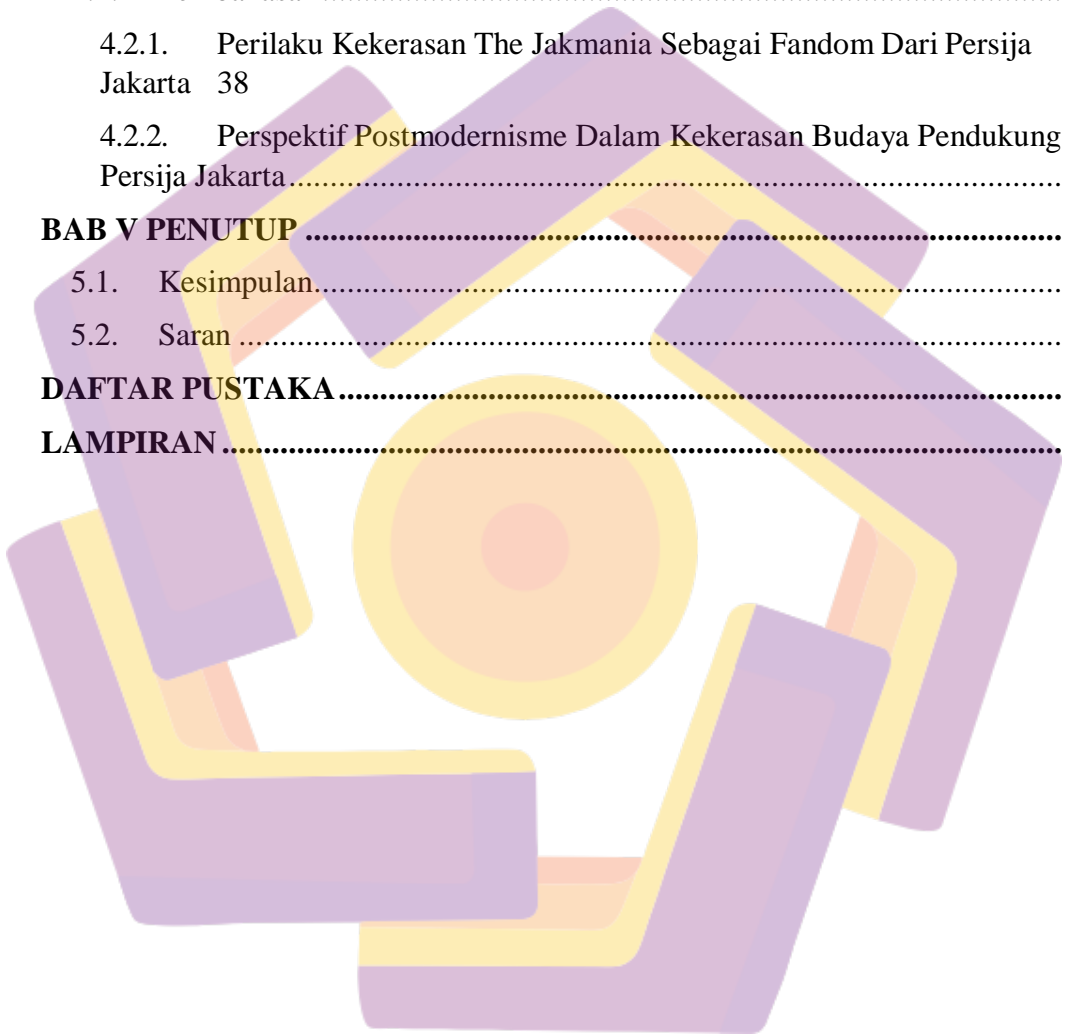 4.2.1. Perilaku Kekerasan The Jakmania Sebagai Fandom Dari Persija
Jakarta 38
4.2.2. Perspektif Postmodernisme Dalam Kekerasan Budaya Pendukung
Persija Jakarta..........................................................................................
BAB V PENUTUP ..........................................................................................
5.1. Kesimpulan..........................................................................................
5.2. Saran ..........................................................................................
DAFTAR PUSTAKA..........................................................................................
LAMPIRAN ..........................................................................................